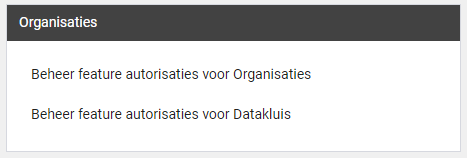 Organisaties
Beheer feature autorisaties voor Organisaties
Beheer feature autorisaties voor Datakluis